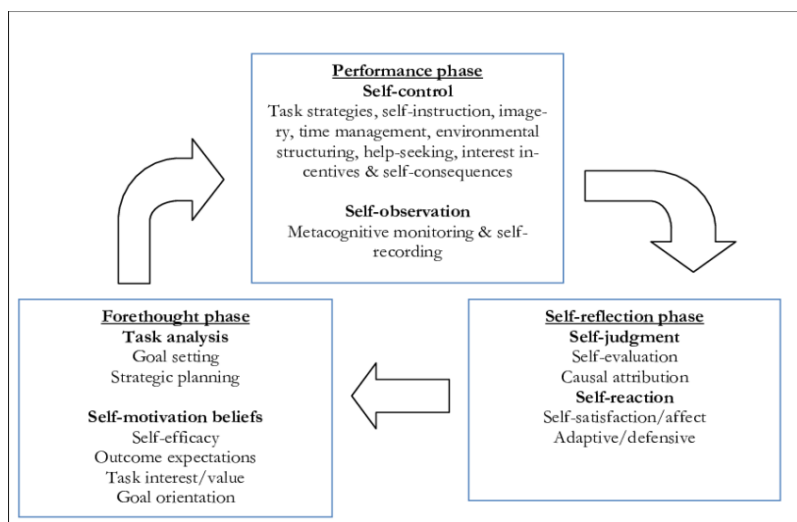 Performance phase
Self-control
Task strategies, self-instruction, image-
ry, time management, environmental
structuring, help-seeking, interest in-
centives & self-consequences
Self-observation
Metacognitive monitoring & self-
recording
Forethought phase
Task analysis
Goal setting
Strategic planning
Self-motivation beliefs
Self-efficacy
Outcome expectations
Task interest/value
Goal orientation
Self-reflection phase
Self-judgment
Self-evaluation
Causal attribution
Self-reaction
Self-satisfaction/affect
Adaptive/defensive